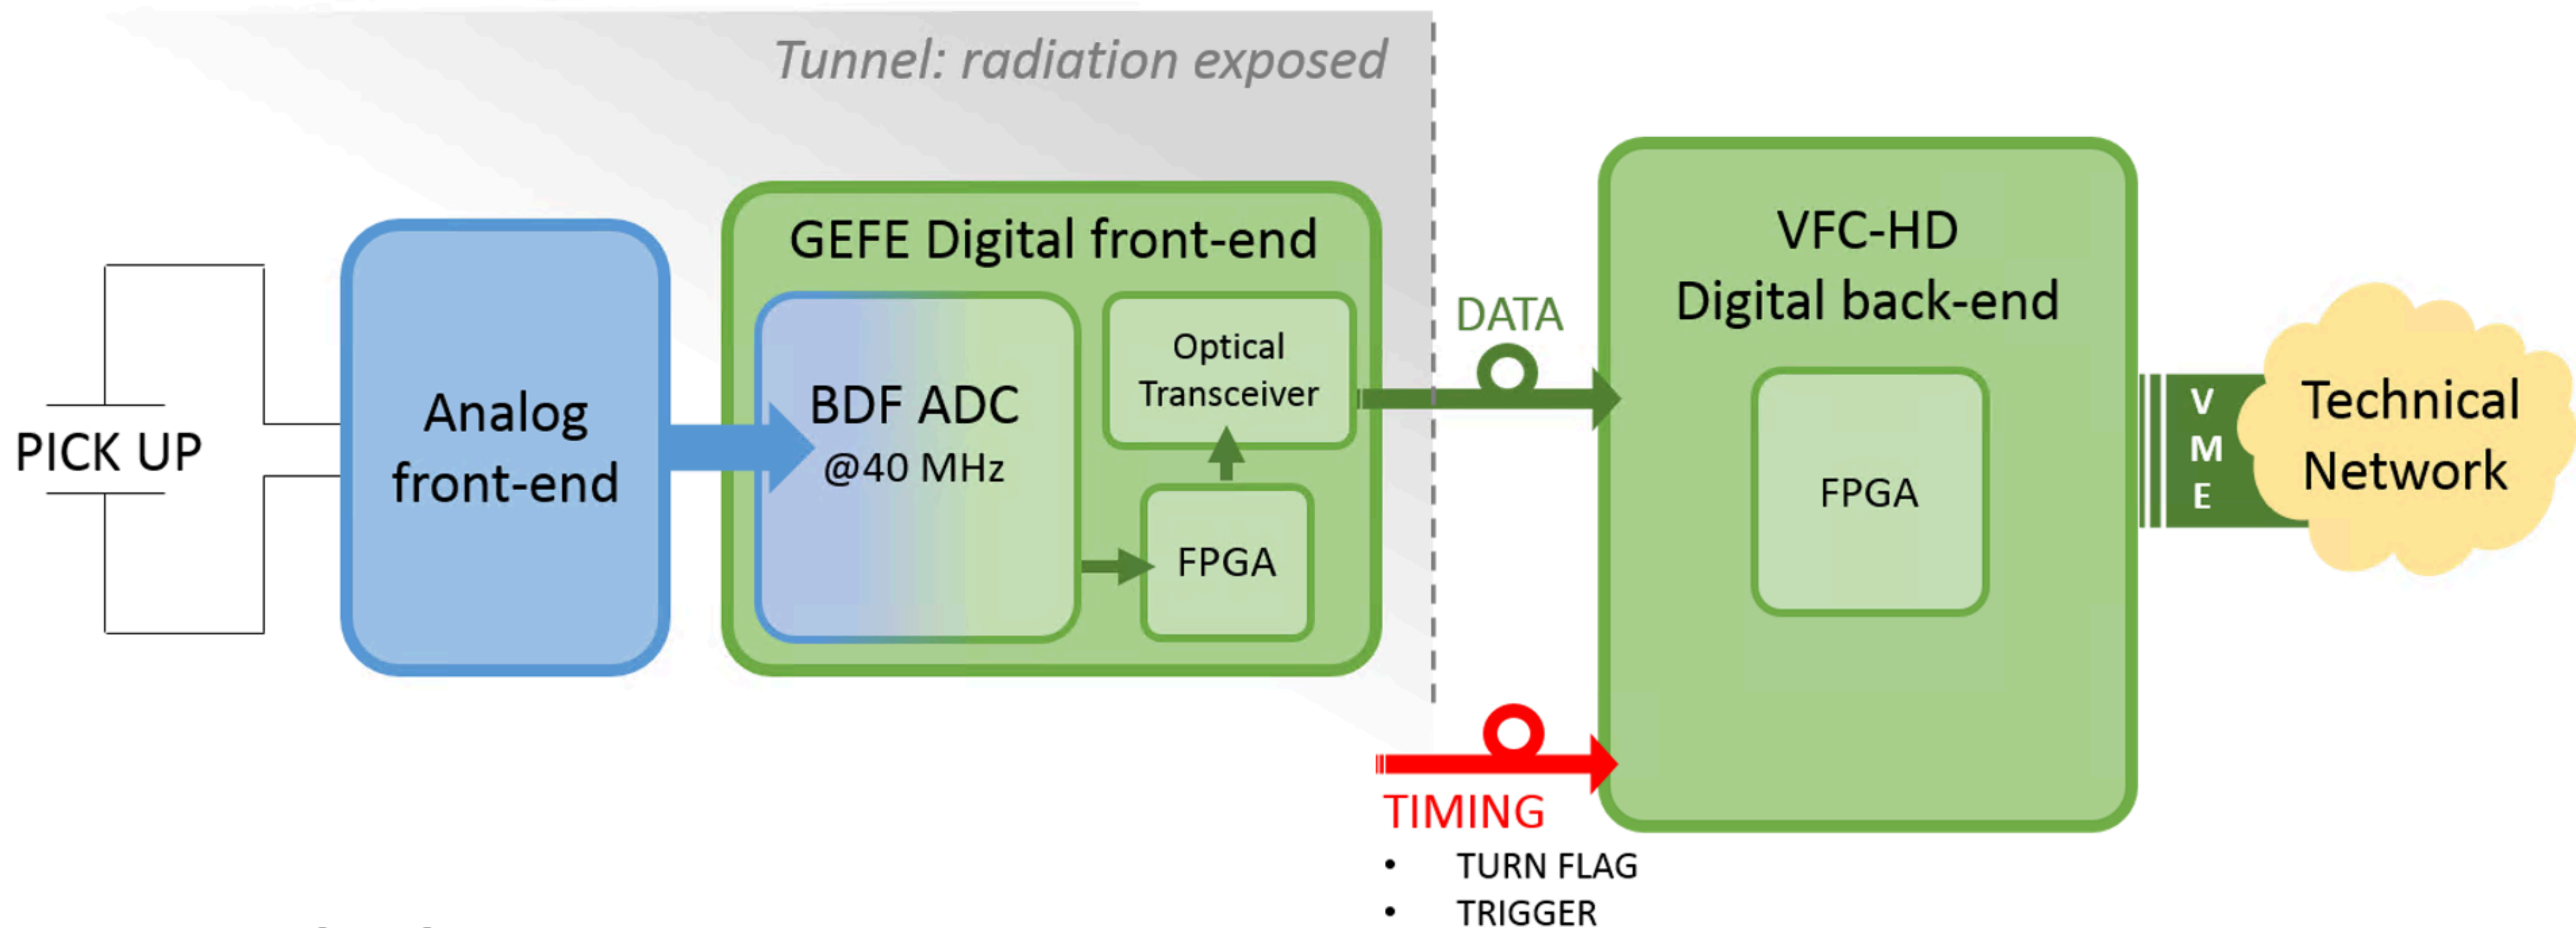 Tunnel: radiation exposed
PICK UP
Analog
front-end
GEFE Digital front-end
BDF ADC
@40 MHz
Optical
Transceiver
FPGA
DATA
VFC-HD
Digital back-end
FPGA
V
M
E
Technical
Network
TIMING
• TURN FLAG
• TRIGGER